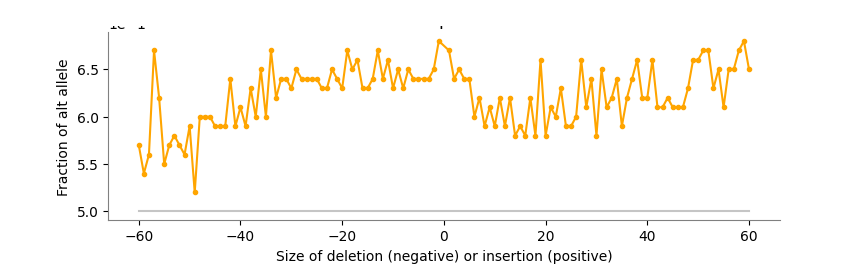 6.5
6.0
5.5
5.0
Fraction of alt allele
−60 −40 −20 0 20 40 60
Size of deletion (negative) or insertion (positive)